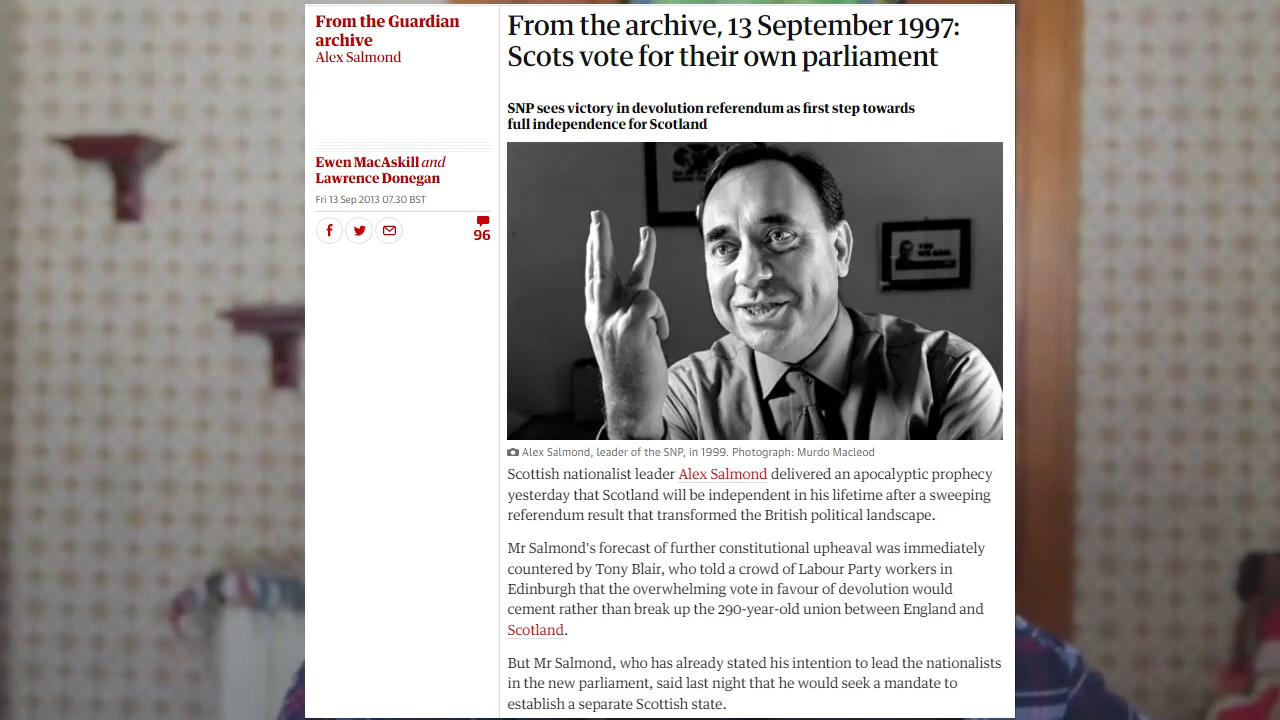 From the Guardian
archive
Alex Salmond
Ewen MacAskill and
Lawrence Donegan
Fri 13 Sep 2013 07.30 BST
96
From the archive, 13 September 1997:
Scots vote for their own parliament
SNP sees victory in devolution referendum as first step towards
full independence for Scotland
Alex Salmond, leader of the SNP, in 1999. Photograph: Murdo Macleod
Scottish nationalist leader Alex Salmond delivered an apocalyptic prophecy
yesterday that Scotland will be independent in his lifetime after a sweeping
referendum result that transformed the British political landscape.
Mr Salmond's forecast of further constitutional upheaval was immediately
countered by Tony Blair, who told a crowd of Labour Party workers in
Edinburgh that the overwhelming vote in favour of devolution would
cement rather than break up the 290-year-old union between England and
Scotland.
But Mr Salmond, who has already stated his intention to lead the nationalists
in the new parliament, said last night that he would seek a mandate to
establish a separate Scottish state.